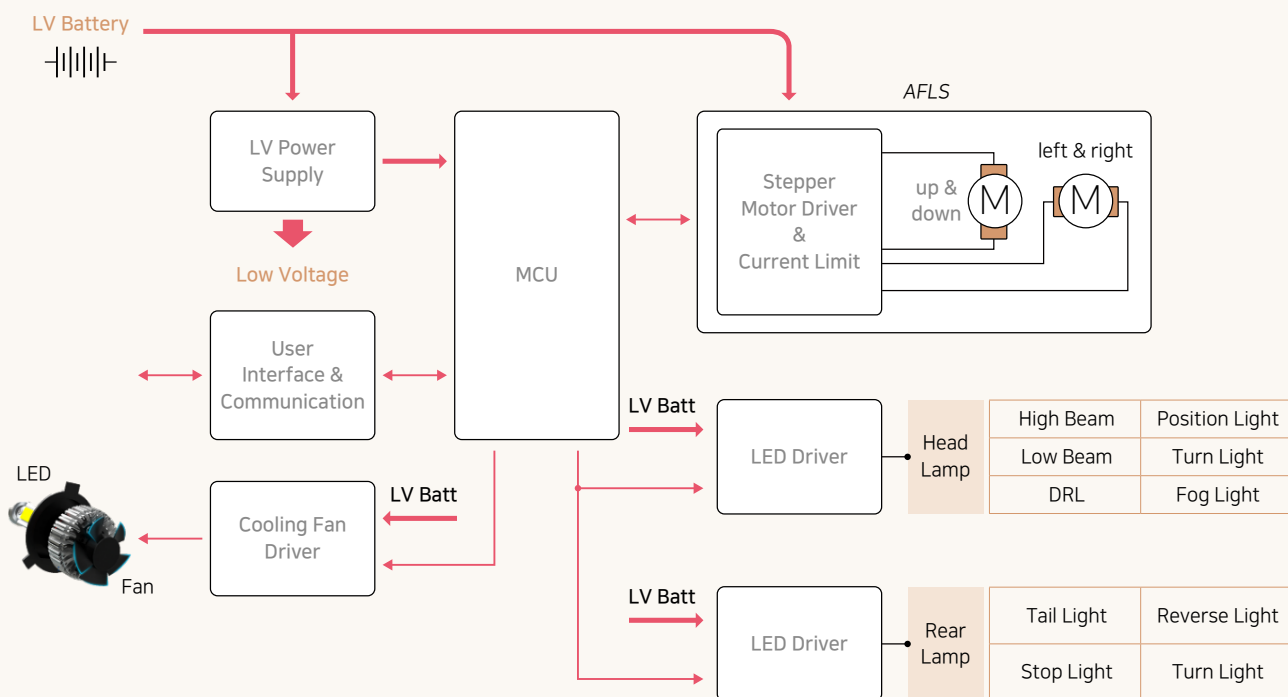 LV Battery
AFLS
LV Power
Supply
MCU
Stepper
Motor Driver
&
Current Limit
up &
down
M
left & right
M
Low Voltage
User
Interface &
Communication
LV Batt
LED Driver
Head
Lamp
High Beam
Position Light
Low Beam
Turn Light
DRL
Fog Light
LED
Fan
Cooling Fan
Driver
LV Batt
LV Batt
LED Driver
Rear
Lamp
Tail Light
Reverse Light
Stop Light
Turn Light